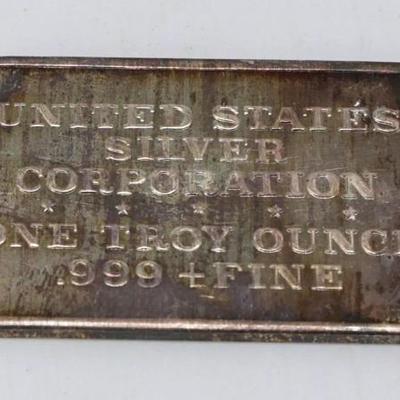 UNITED STATES
SILVER
CORPORATION
★ ★ ★ ★ ★
ONE TROY OUNCE
.999 + FINE